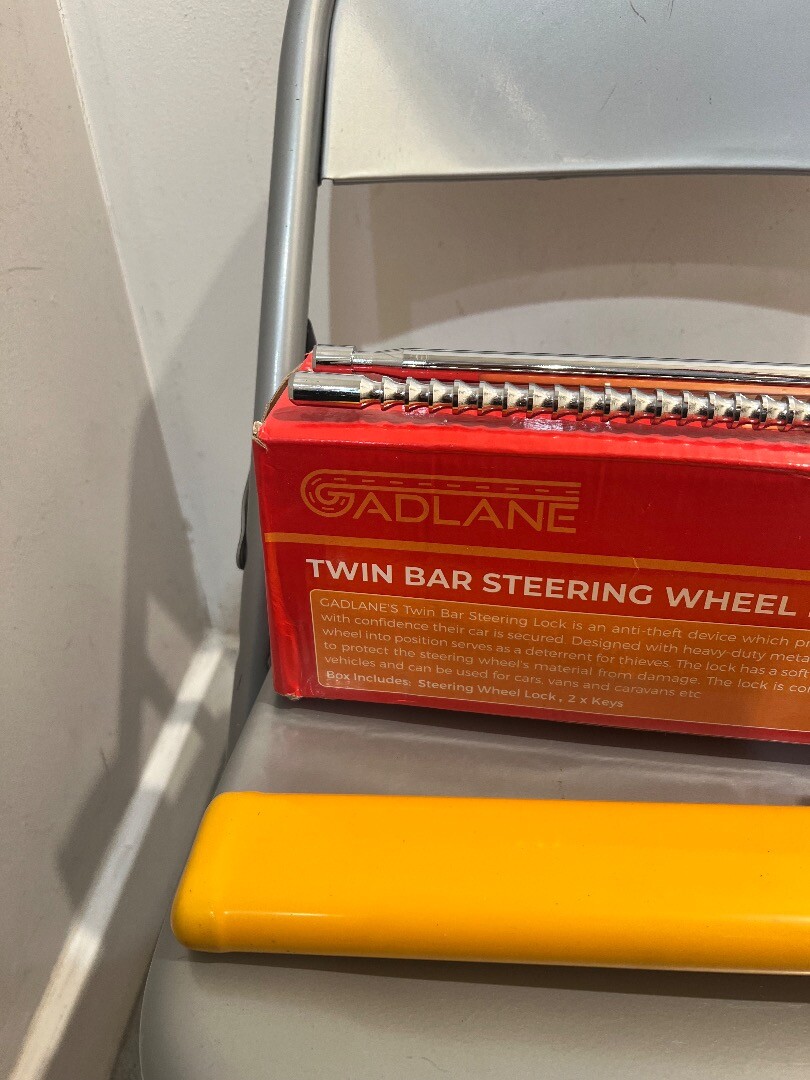 GADLANE
TWIN BAR STEERING WHEEL
GADLANE'S Twin Bar Steering Lock is an anti-theft device which
with confidence their car is secured. Designed with heavy-duty
wheel into position serves as a deterrent for thieves. The lock has a
to protect the steering wheel's material from damage. The lock is
vehicles and can be used for cars, vans and caravans etc
Box Includes: Steering Wheel Lock, 2 x Keys